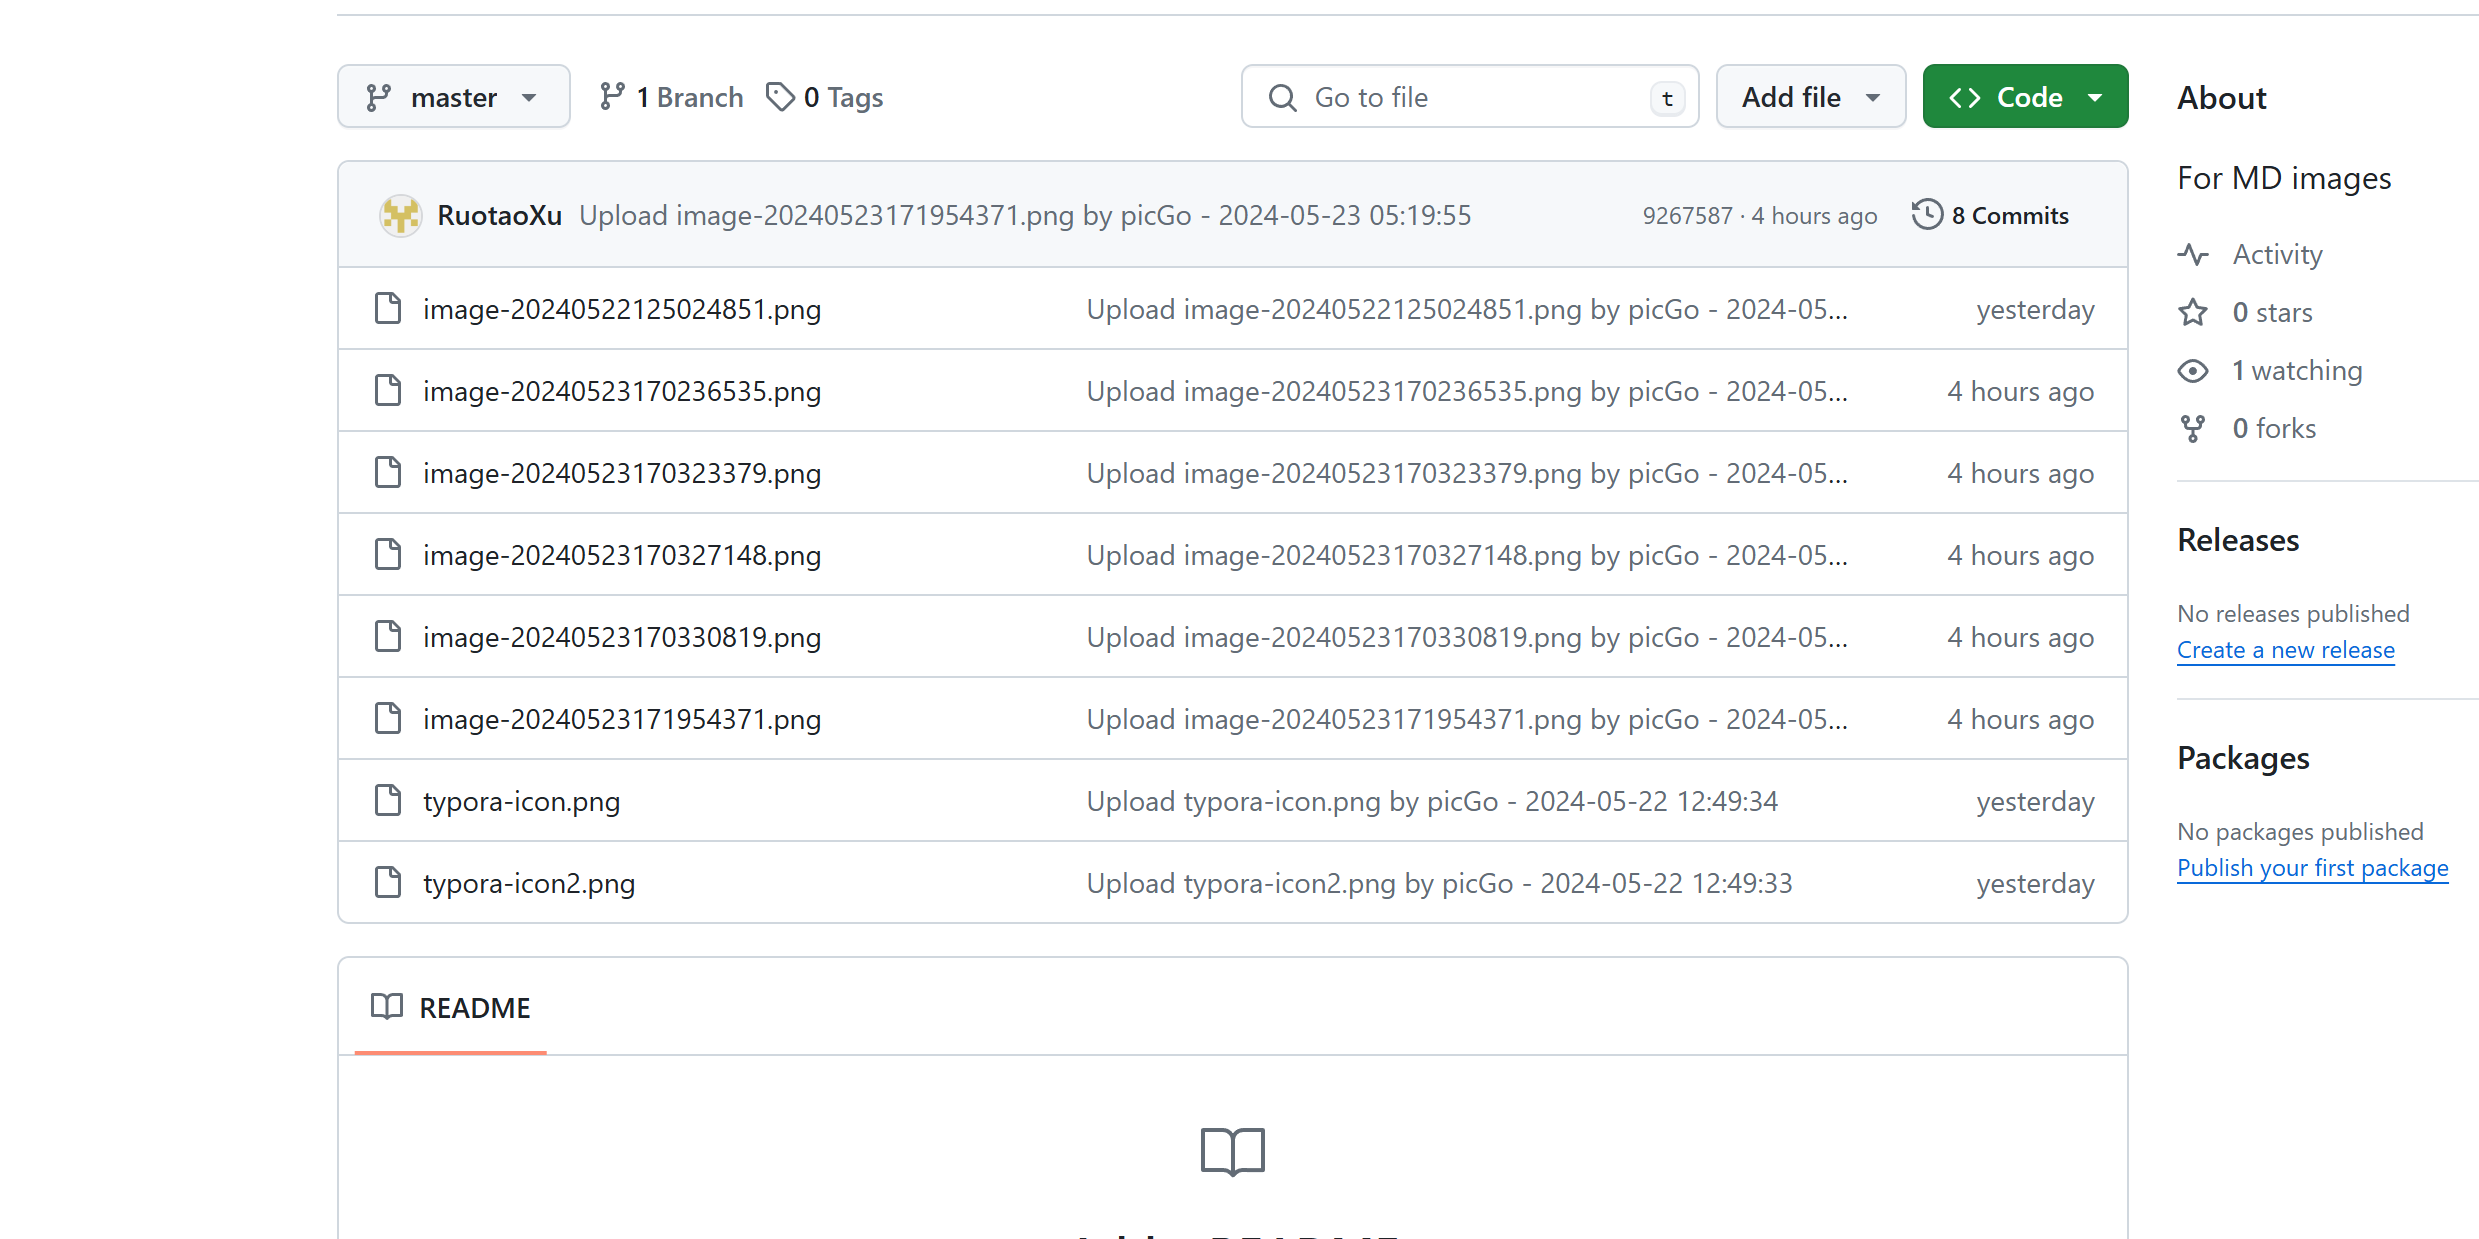 master 1 Branch 0 Tags Go to file t Add file Code
RuotaoXu Upload image-20240523171954371.png by picGo - 2024-05-23 05:19:55 9267587 · 4 hours ago 8 Commits
image-20240522125024851.png Upload image-20240522125024851.png by picGo - 2024-05... yesterday
image-20240523170236535.png Upload image-20240523170236535.png by picGo - 2024-05... 4 hours ago
image-20240523170323379.png Upload image-20240523170323379.png by picGo - 2024-05... 4 hours ago
image-20240523170327148.png Upload image-20240523170327148.png by picGo - 2024-05... 4 hours ago
image-20240523170330819.png Upload image-20240523170330819.png by picGo - 2024-05... 4 hours ago
image-20240523171954371.png Upload image-20240523171954371.png by picGo - 2024-05... 4 hours ago
typora-icon.png Upload typora-icon.png by picGo - 2024-05-22 12:49:34 yesterday
typora-icon2.png Upload typora-icon2.png by picGo - 2024-05-22 12:49:33 yesterday
README
About
For MD images
Activity
0 stars
1 watching
0 forks
Releases
No releases published
Create a new release
Packages
No packages published
Publish your first package